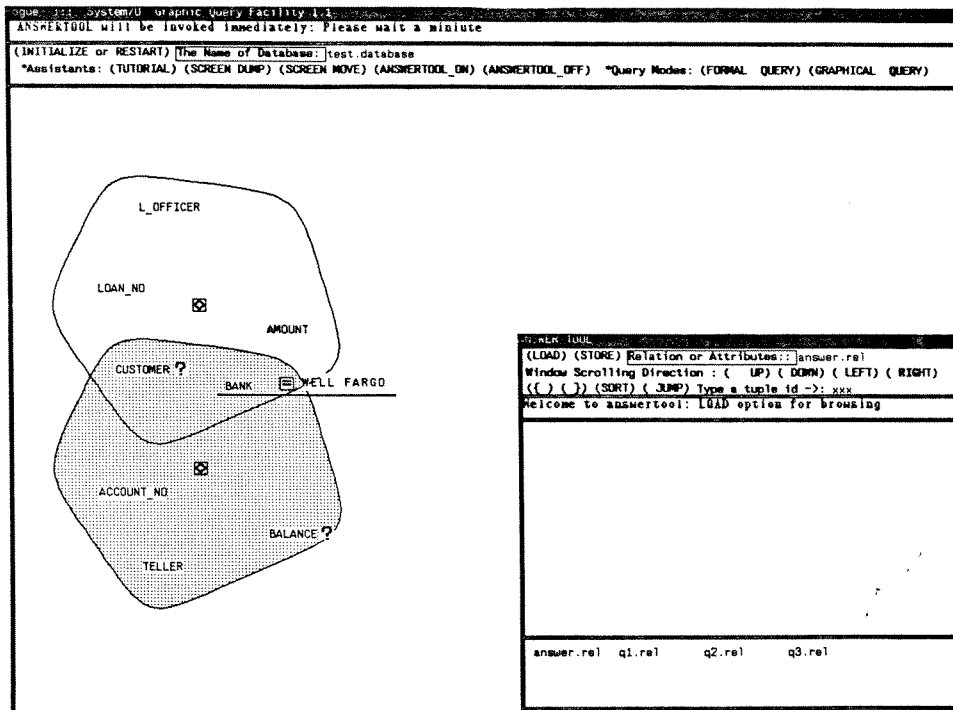 ogue ::: System/U Graphic Query Facility 1.1
ANSWERTOOL will be invoked immediately: Please wait a miniute
(INITIALIZE or RESTART) The Name of Database: test.database
*Assistants: (TUTORIAL) (SCREEN DUMP) (SCREEN MOVE) (ANSWERTOOL_ON) (ANSWERTOOL_OFF) *Query Modes: (FORMAL QUERY) (GRAPHICAL QUERY)
L_OFFICER
LOAN_NO
AMOUNT
CUSTOMER ?
BANK = WELL FARGO
ACCOUNT_NO
BALANCE ?
TELLER
ANSWER TOOL
(LOAD) (STORE) Relation or Attributes:: answer.rel
Window Scrolling Direction : ( UP) ( DOWN) ( LEFT) ( RIGHT)
({ ) ( }) (SORT) ( JUMP) Type a tuple id ->: xxx
Welcome to answertool: LOAD option for browsing
answer.rel q1.rel q2.rel q3.rel